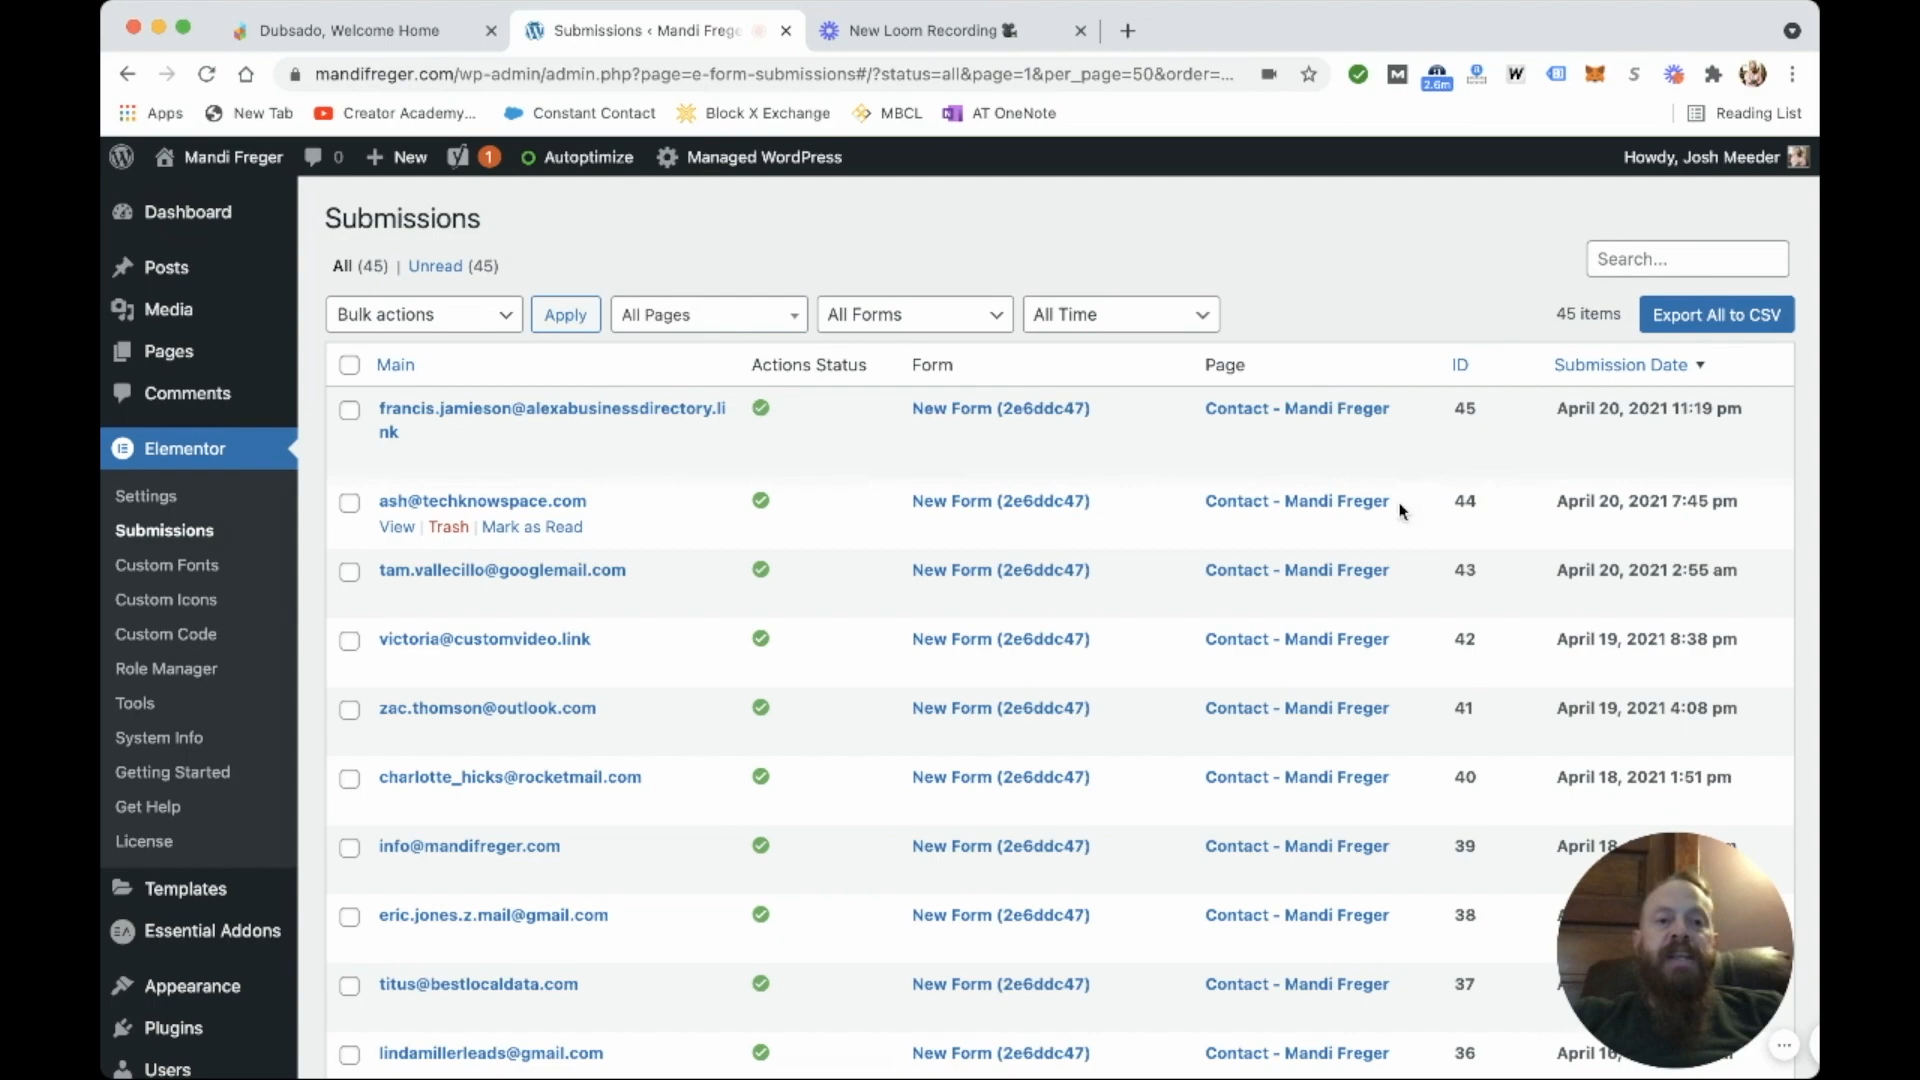 Dubsado, Welcome Home
Submissions ‹ Mandi Frege
New Loom Recording
mandifreger.com/wp-admin/admin.php?page=e-form-submissions#/?status=all&page=1&per_page=50&order=...
2.6m
Apps
New Tab
Creator Academy...
Constant Contact
Block X Exchange
MBCL
AT OneNote
Reading List
Mandi Freger
0
New
1
Autoptimize
Managed WordPress
Howdy, Josh Meeder
Dashboard
Posts
Media
Pages
Comments
Elementor
Settings
Submissions
Custom Fonts
Custom Icons
Custom Code
Role Manager
Tools
System Info
Getting Started
Get Help
License
Templates
Essential Addons
Appearance
Plugins
Users
Submissions
All (45) | Unread (45)
Search...
Bulk actions
Apply
All Pages
All Forms
All Time
45 items
Export All to CSV
Main Actions Status Form Page ID Submission Date
francis.jamieson@alexabusinessdirectory.li New Form (2e6ddc47) Contact - Mandi Freger 45 April 20, 2021 11:19 pm
nk
ash@techknowspace.com New Form (2e6ddc47) Contact - Mandi Freger 44 April 20, 2021 7:45 pm
View | Trash | Mark as Read
tam.vallecillo@googlemail.com New Form (2e6ddc47) Contact - Mandi Freger 43 April 20, 2021 2:55 am
victoria@customvideo.link New Form (2e6ddc47) Contact - Mandi Freger 42 April 19, 2021 8:38 pm
zac.thomson@outlook.com New Form (2e6ddc47) Contact - Mandi Freger 41 April 19, 2021 4:08 pm
charlotte_hicks@rocketmail.com New Form (2e6ddc47) Contact - Mandi Freger 40 April 18, 2021 1:51 pm
info@mandifreger.com New Form (2e6ddc47) Contact - Mandi Freger 39 April 18
eric.jones.z.mail@gmail.com New Form (2e6ddc47) Contact - Mandi Freger 38
titus@bestlocaldata.com New Form (2e6ddc47) Contact - Mandi Freger 37
lindamillerleads@gmail.com New Form (2e6ddc47) Contact - Mandi Freger 36 April 16,